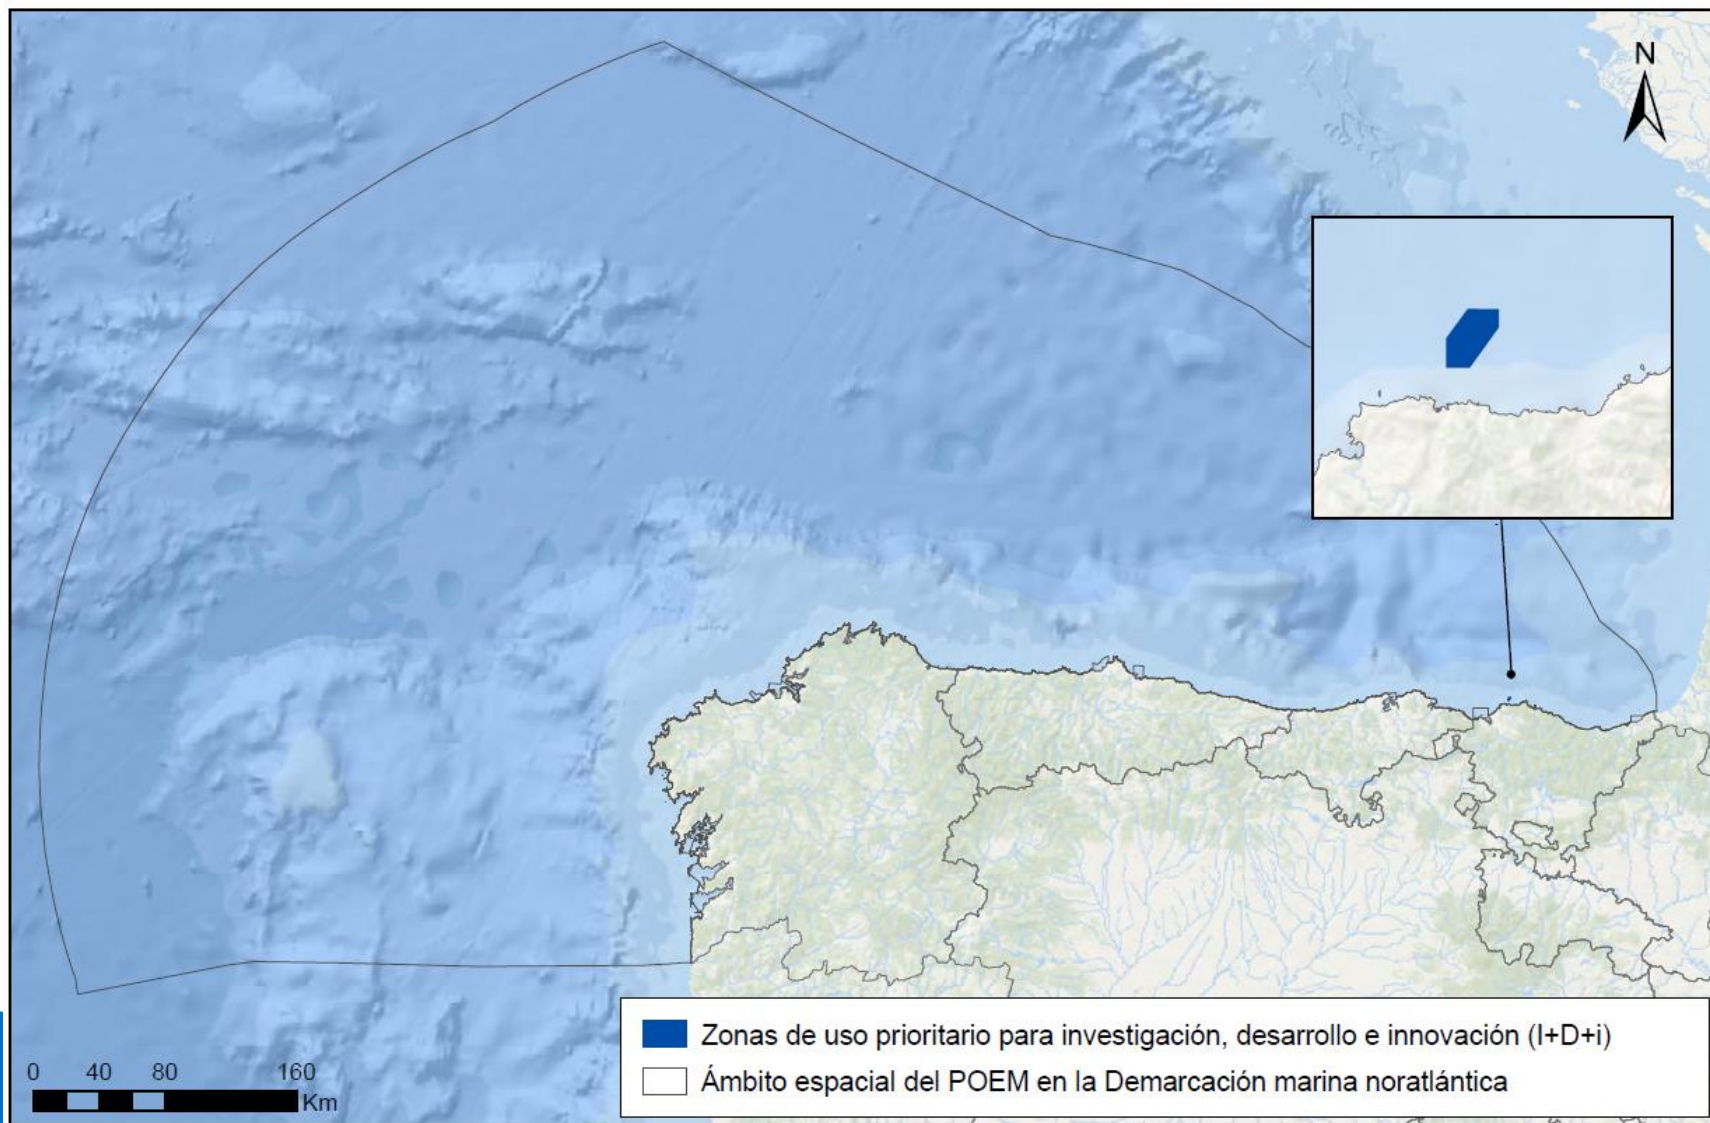 N
Zonas de uso prioritario para investigación, desarrollo e innovación (I+D+i)
Ámbito espacial del POEM en la Demarcación marina noratlántica
0 40 80 160
Km